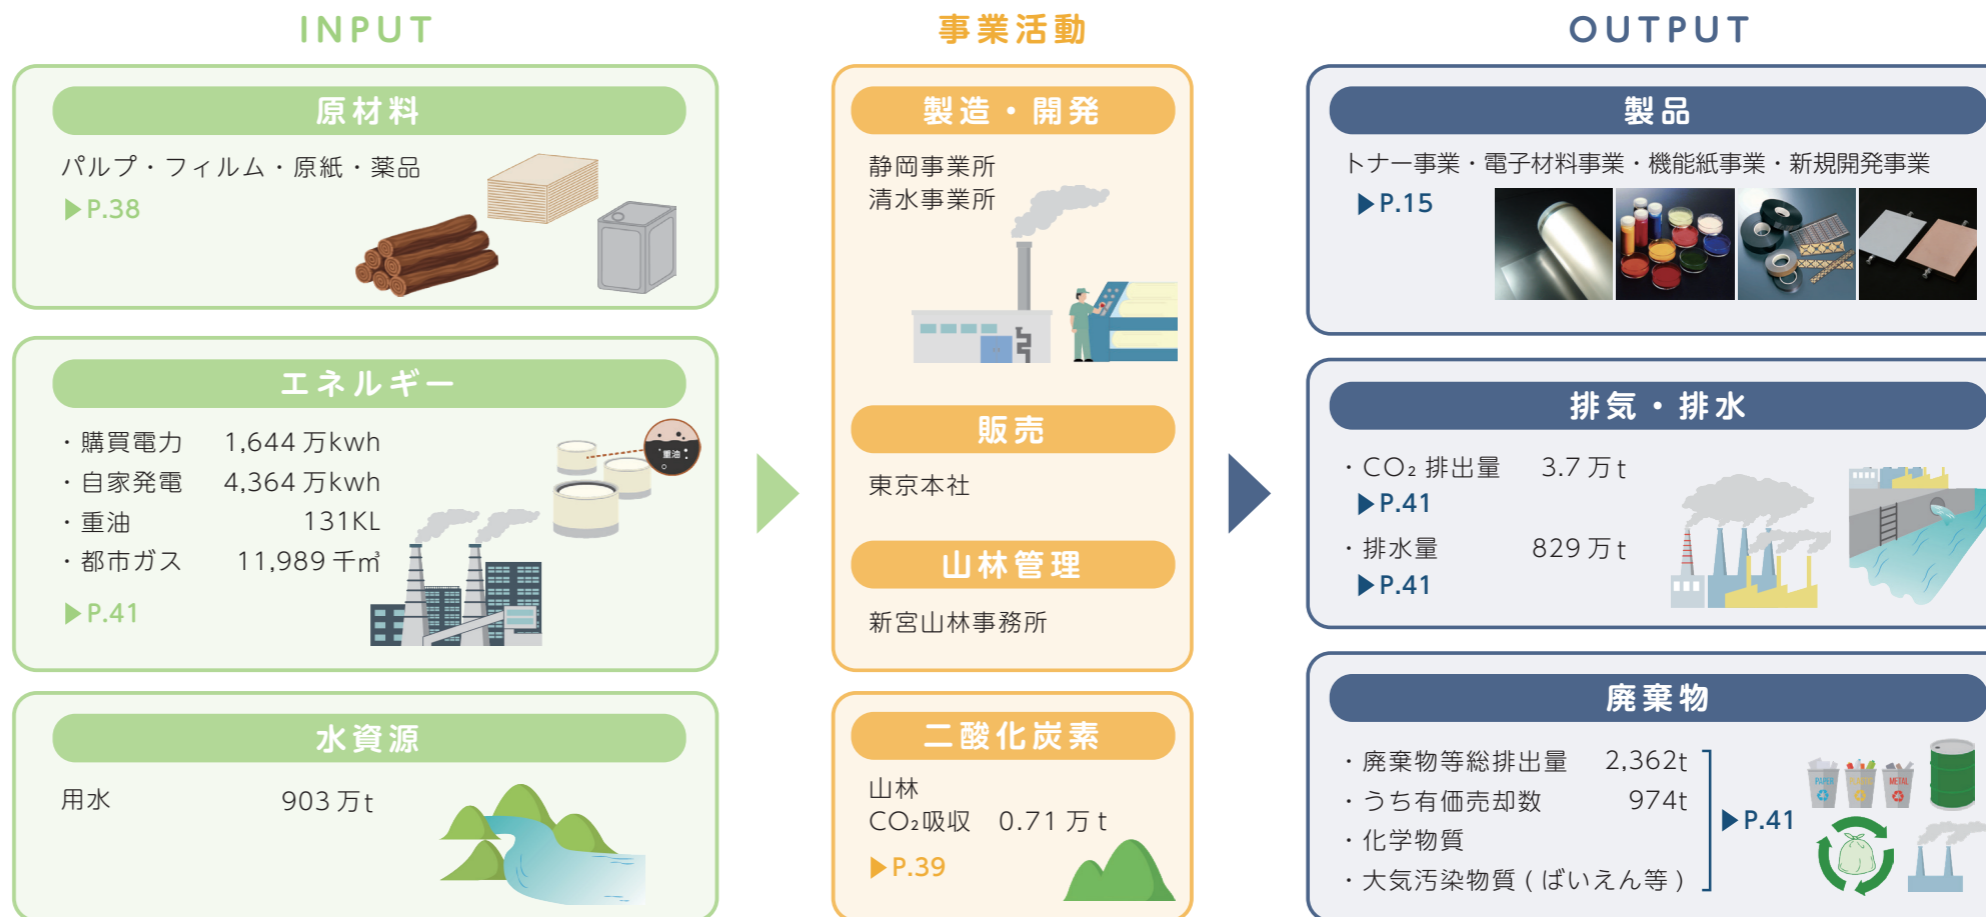 INPUT
原材料
パルプ・フィルム・原紙・薬品
▶P.38
エネルギー
・購買電力 1,644 万kwh
・自家発電 4,364 万kwh
・重油 131KL
・都市ガス 11,989 千㎥
▶P.41
重油
水資源
用水 903 万t
事業活動
製造・開発
静岡事業所
清水事業所
販売
東京本社
山林管理
新宮山林事務所
二酸化炭素
山林
CO₂吸収 0.71 万 t
▶P.39
OUTPUT
製品
トナー事業・電子材料事業・機能紙事業・新規開発事業
▶P.15
排気・排水
・CO₂ 排出量 3.7 万 t
▶P.41
・排水量 829 万 t
▶P.41
廃棄物
・廃棄物等総排出量 2,362t
・うち有価売却数 974t
・化学物質
・大気汚染物質 ( ばいえん等 )
▶P.41
PAPER
METAL